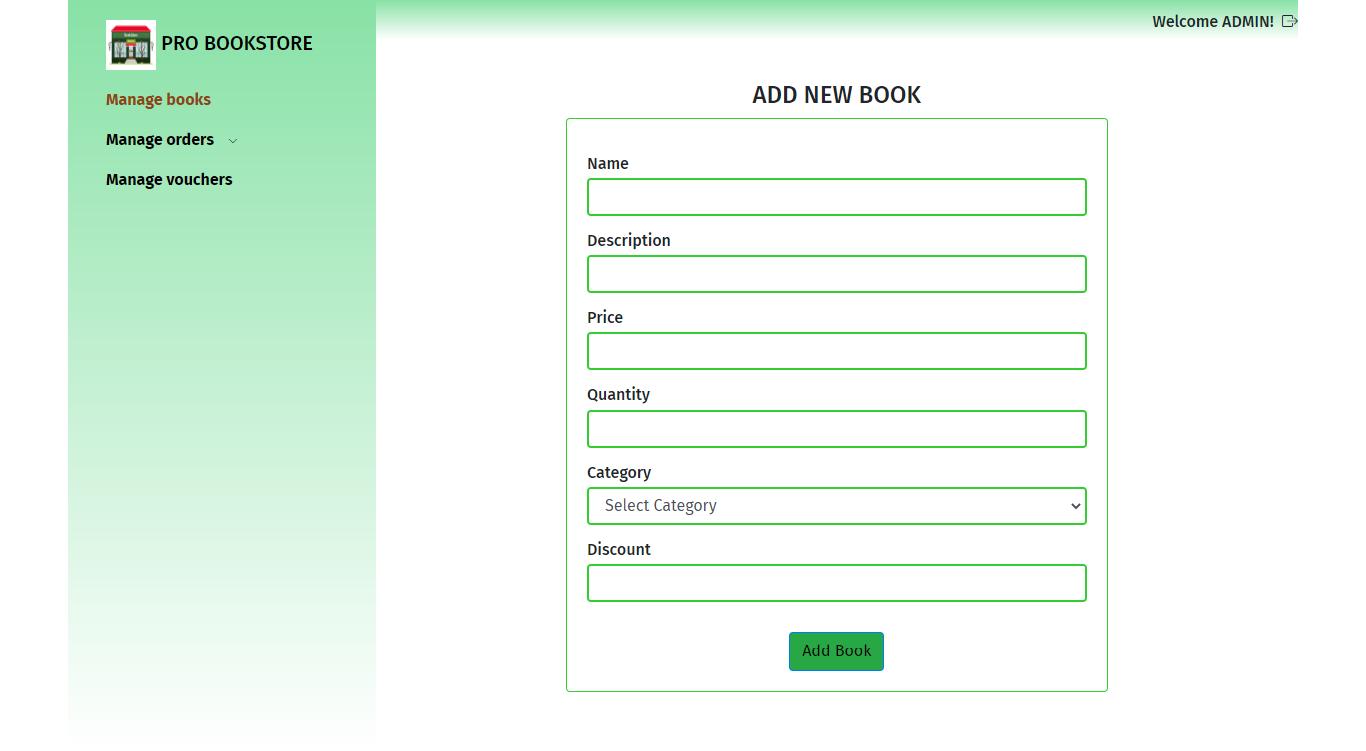 PRO BOOKSTORE
Welcome ADMIN!
Manage books
Manage orders
Manage vouchers
ADD NEW BOOK
Name
Description
Price
Quantity
Category
Select Category
Discount
Add Book